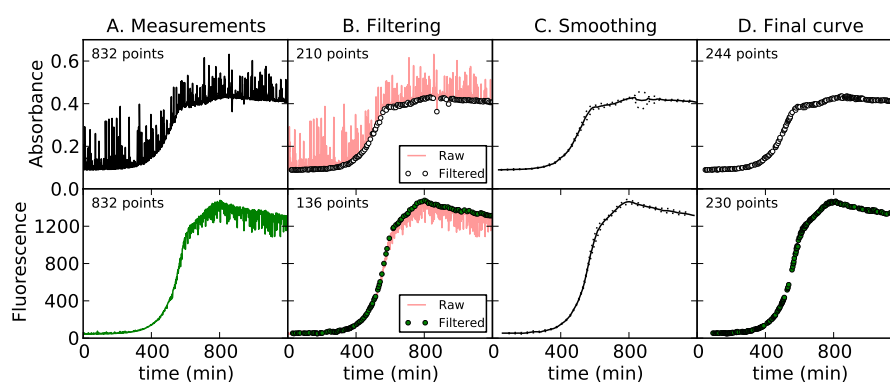 A. Measurements B. Filtering C. Smoothing D. Final curve
832 points 210 points 244 points
0.6
0.4
0.2
0.0
Absorbance
Raw
Filtered
832 points 136 points 230 points
1200
800
400
0
Fluorescence
Raw
Filtered
0 400 800 0 400 800 0 400 800 0 400 800
time (min) time (min) time (min) time (min)